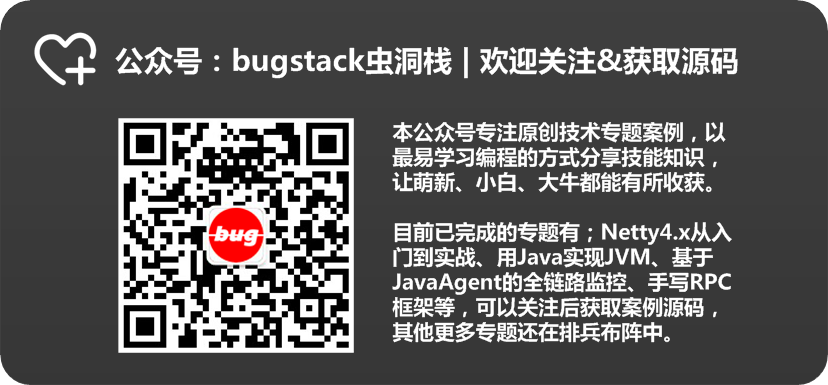 公众号：bugstack虫洞栈 | 欢迎关注&获取源码
bug
本公众号专注原创技术专题案例，以
最易学习编程的方式分享技能知识，
让萌新、小白、大牛都能有所收获。
目前已完成的专题有；Netty4.x从入
门到实战、用Java实现JVM、基于
JavaAgent的全链路监控、手写RPC
框架等，可以关注后获取案例源码，
其他更多专题还在排兵布阵中。